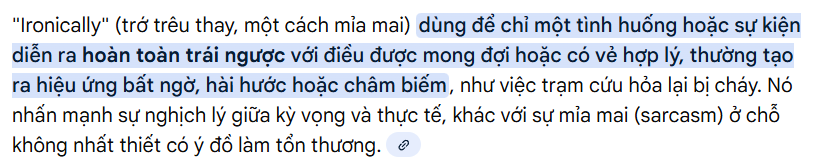 "Ironically" (trớ trêu thay, một cách mỉa mai) dùng để chỉ một tình huống hoặc sự kiện
diễn ra hoàn toàn trái ngược với điều được mong đợi hoặc có vẻ hợp lý, thường tạo
ra hiệu ứng bất ngờ, hài hước hoặc châm biếm, như việc trạm cứu hỏa lại bị cháy. Nó
nhấn mạnh sự nghịch lý giữa kỳ vọng và thực tế, khác với sự mỉa mai (sarcasm) ở chỗ
không nhất thiết có ý đồ làm tổn thương.